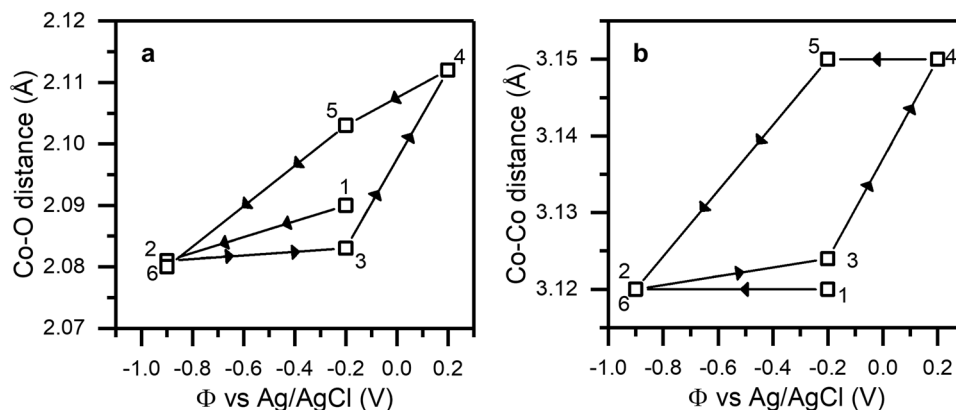 a
Co-O distance (Å)
2.12
2.11
2.10
2.09
2.08
2.07
4
5
1
2
6
3
-1.0 -0.8 -0.6 -0.4 -0.2 0.0 0.2
Φ vs Ag/AgCl (V)
b
Co-Co distance (Å)
3.15
3.14
3.13
3.12
5
4
2
3
6
1
-1.0 -0.8 -0.6 -0.4 -0.2 0.0 0.2
Φ vs Ag/AgCl (V)